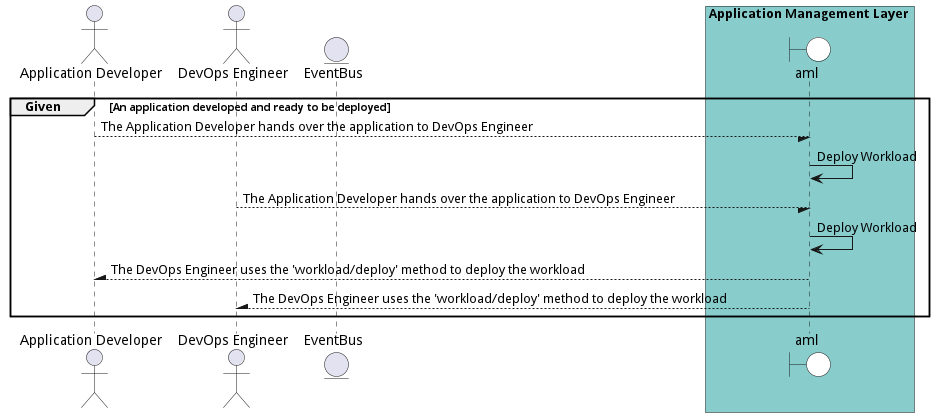 Application Management Layer
Application Developer
DevOps Engineer
EventBus
aml
Given
[An application developed and ready to be deployed]
The Application Developer hands over the application to DevOps Engineer
Deploy Workload
The Application Developer hands over the application to DevOps Engineer
Deploy Workload
The DevOps Engineer uses the 'workload/deploy' method to deploy the workload
The DevOps Engineer uses the 'workload/deploy' method to deploy the workload
Application Developer
DevOps Engineer
EventBus
aml